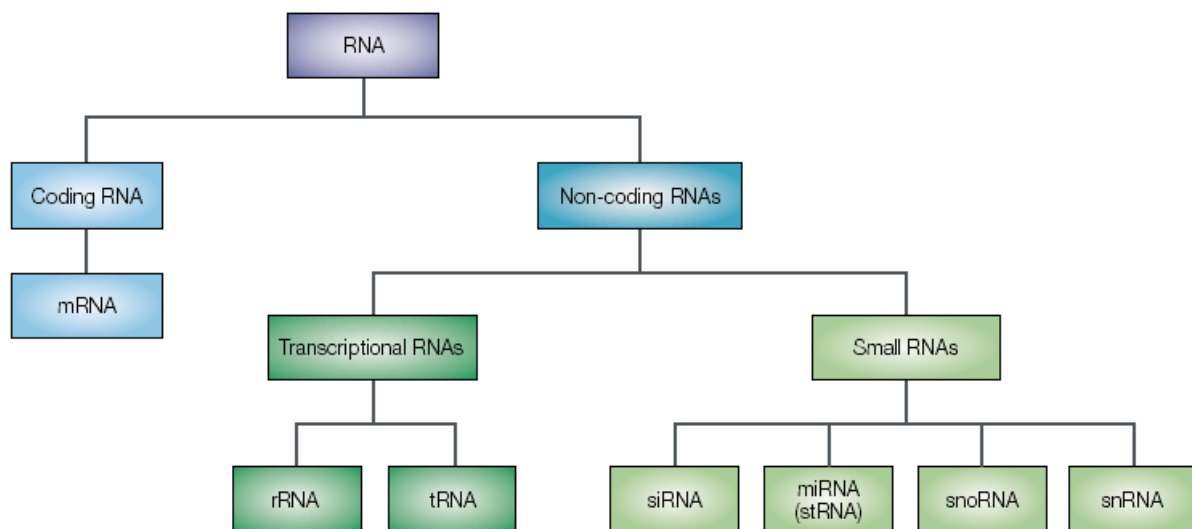 RNA
Coding RNA
Non-coding RNAs
mRNA
Transcriptional RNAs
Small RNAs
rRNA
tRNA
siRNA
miRNA
(stRNA)
snoRNA
snRNA